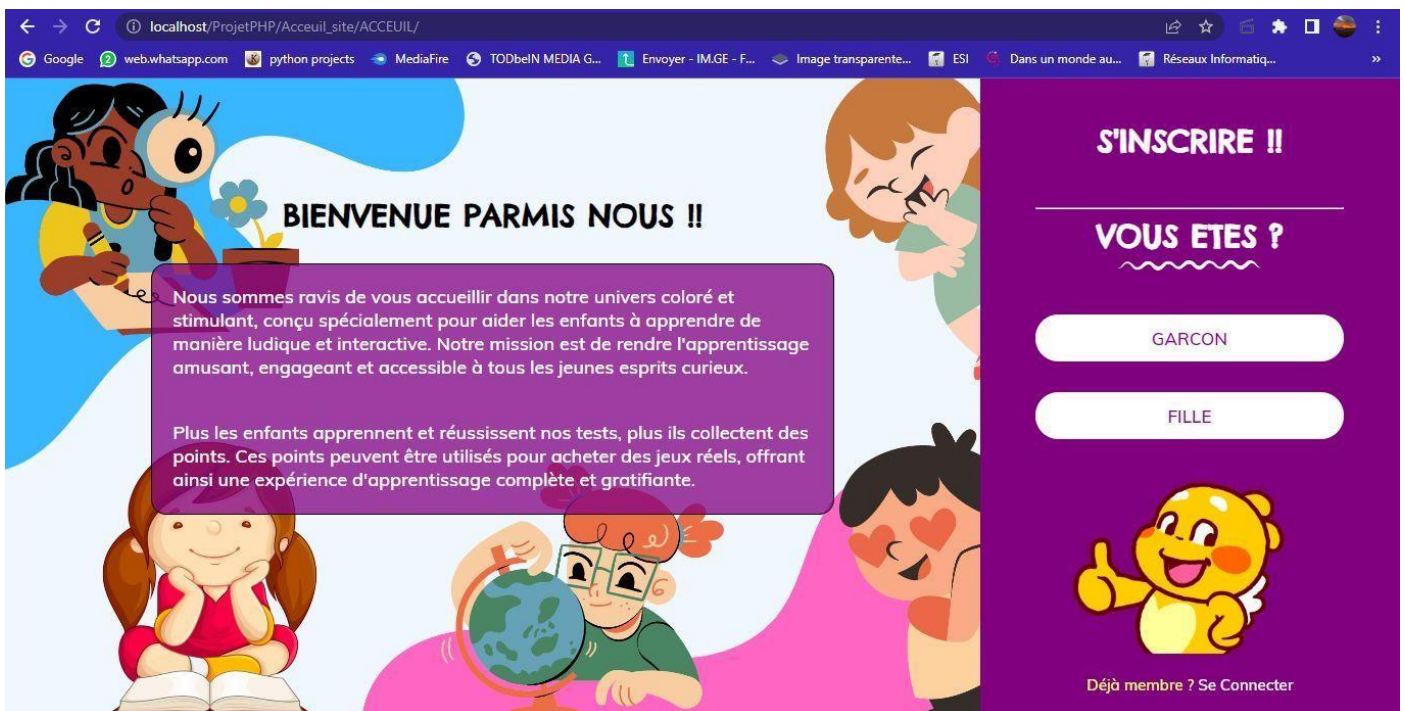 localhost/ProjetPHP/Acceuil_site/ACCEUIL/
Google web.whatsapp.com python projects MediaFire TODbeIN MEDIA G... Envoyer - IM.GE - F... Image transparente... ESI Dans un monde au... Réseaux Informatiq... »
BIENVENUE PARMIS NOUS !!
Nous sommes ravis de vous accueillir dans notre univers coloré et
stimulant, conçu spécialement pour aider les enfants à apprendre de
manière ludique et interactive. Notre mission est de rendre l'apprentissage
amusant, engageant et accessible à tous les jeunes esprits curieux.
Plus les enfants apprennent et réussissent nos tests, plus ils collectent des
points. Ces points peuvent être utilisés pour acheter des jeux réels, offrant
ainsi une expérience d'apprentissage complète et gratifiante.
S'INSCRIRE !!
VOUS ETES ?
GARCON
FILLE
Déjà membre ? Se Connecter